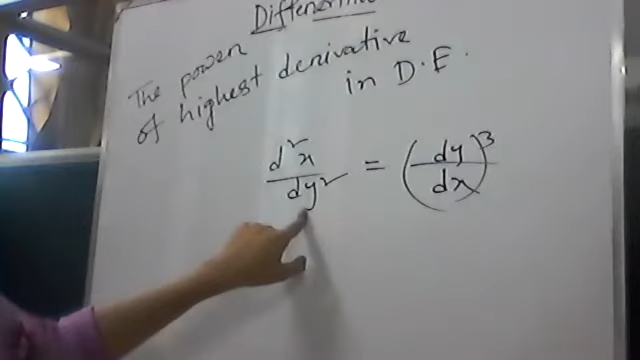 The power
of highest derivative
in D.E.
d²x/dy² = (dy/dx)³